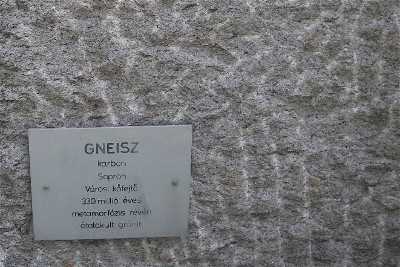 GNEISZ
karbon
Sopron
Városi kőfejtő
330 millió éves
metamorfózis révén
átalakult gránit